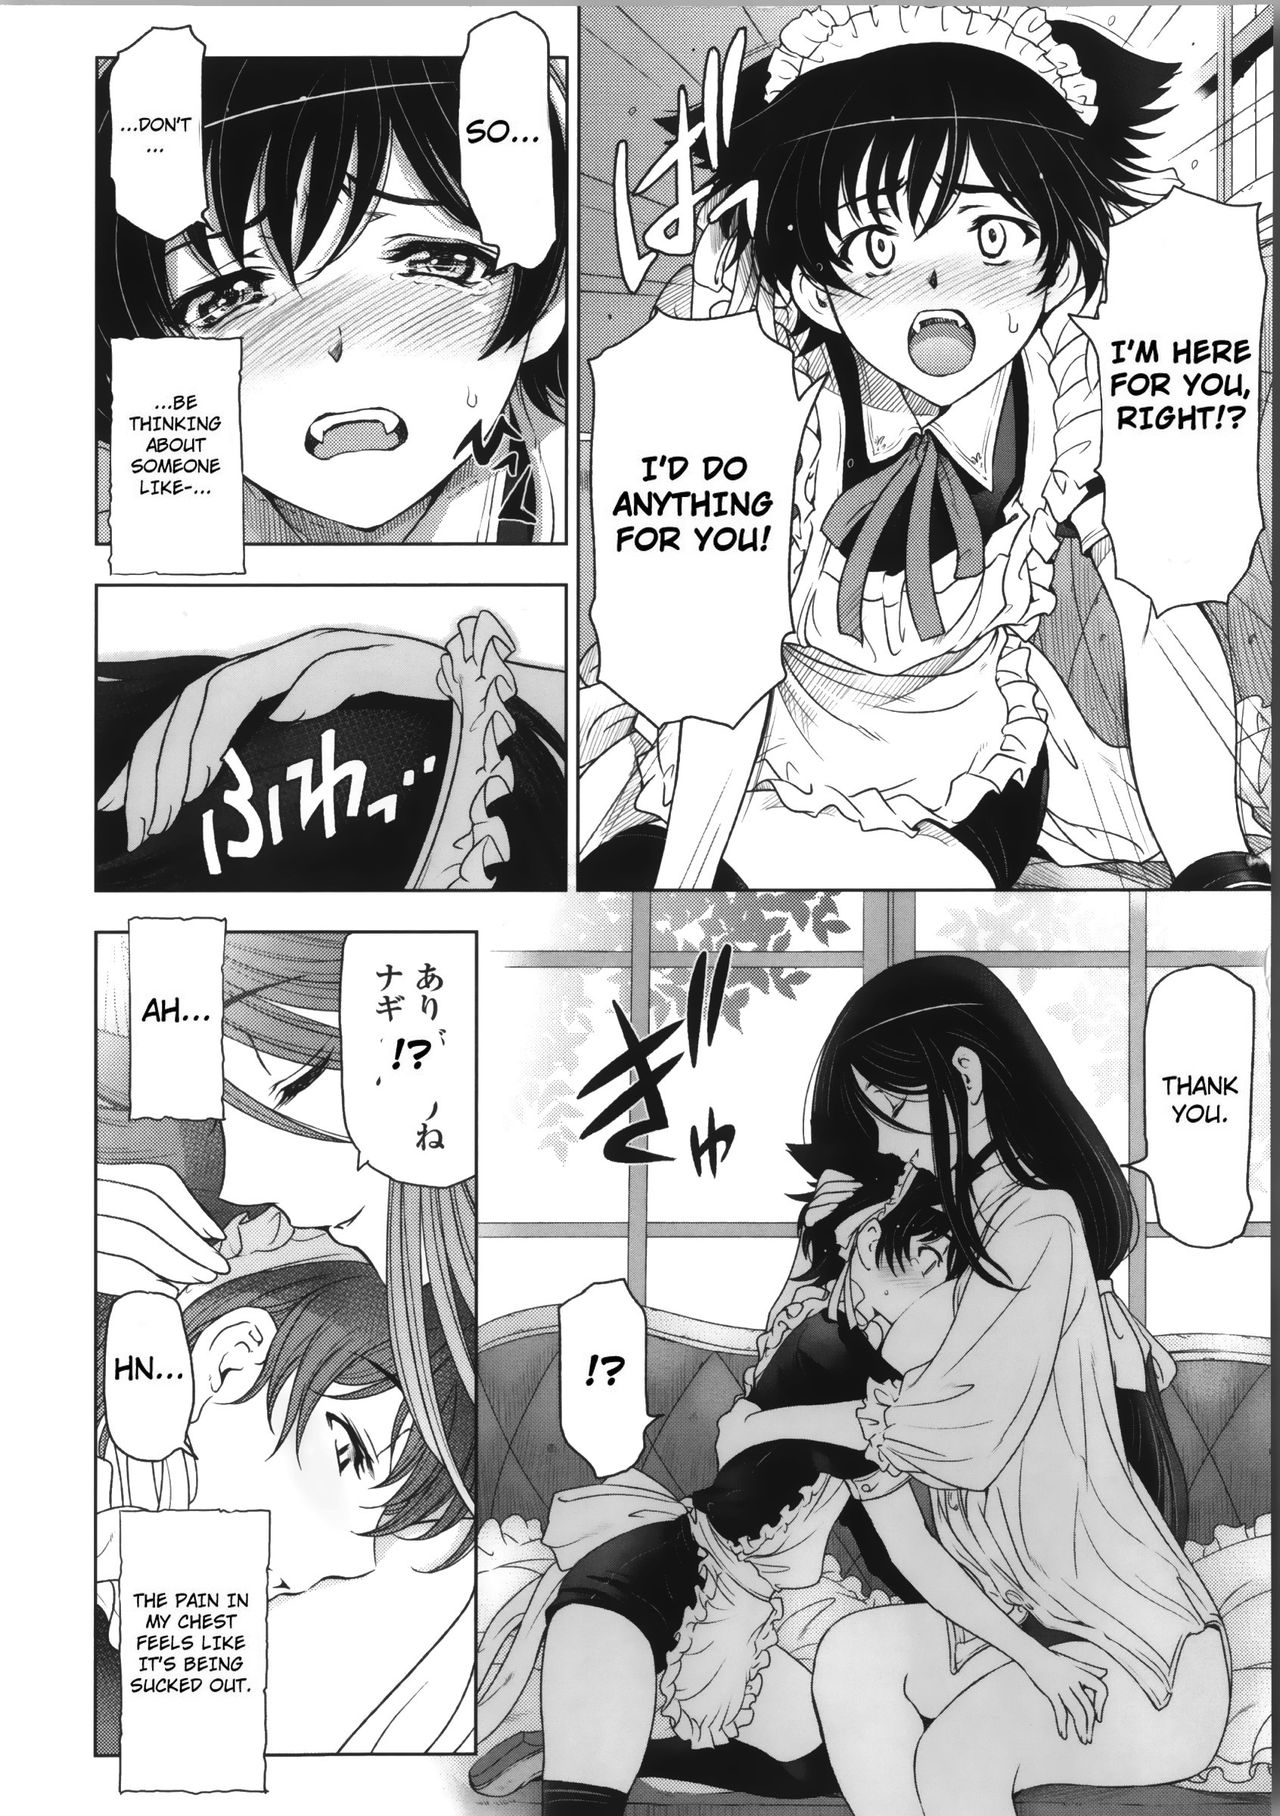 ばっ
I'M HERE
FOR YOU,
RIGHT!?
I'D DO
ANYTHING
FOR YOU!
SO...
...DON'T
...
...BE
THINKING
ABOUT
SOMEONE
LIKE-...
ふわっ
THANK
YOU.
ぎゅ
!?
あり
ね
ナギ
!?
AH...
HN...
THE PAIN IN
MY CHEST
FEELS LIKE
IT'S BEING
SUCKED OUT.